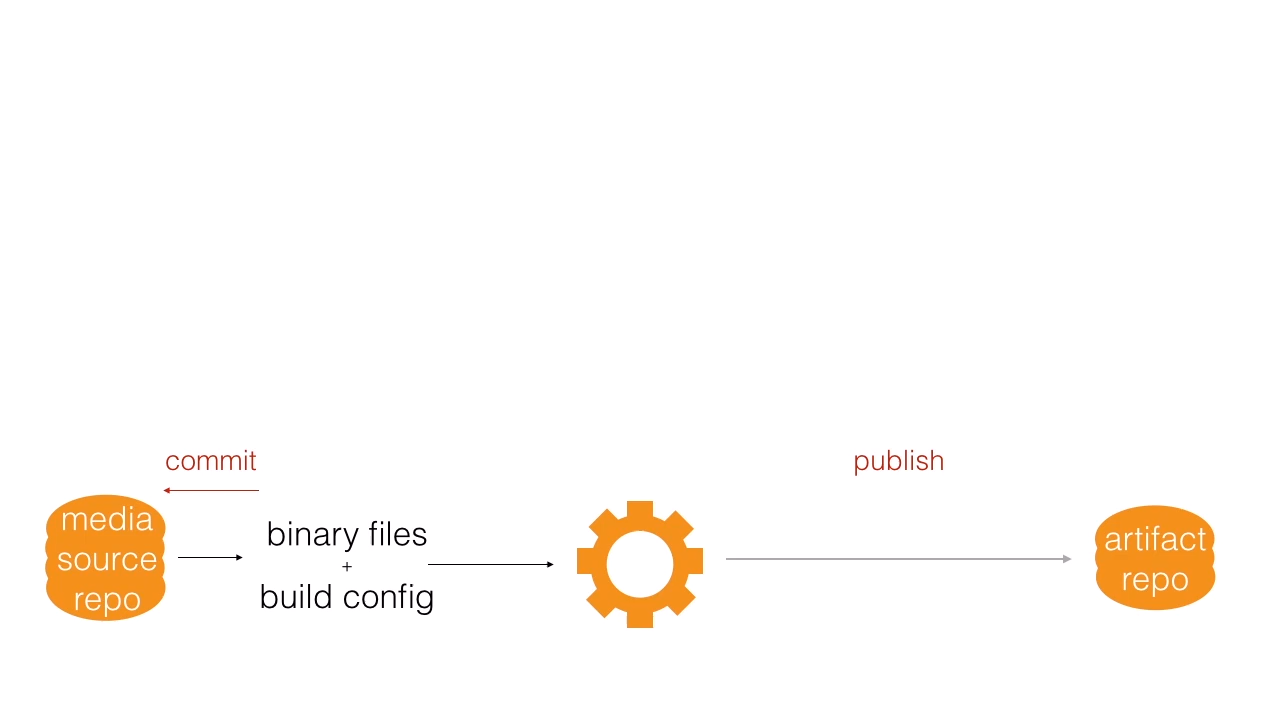 commit
publish
media
source
repo
binary files
+
build config
artifact
repo